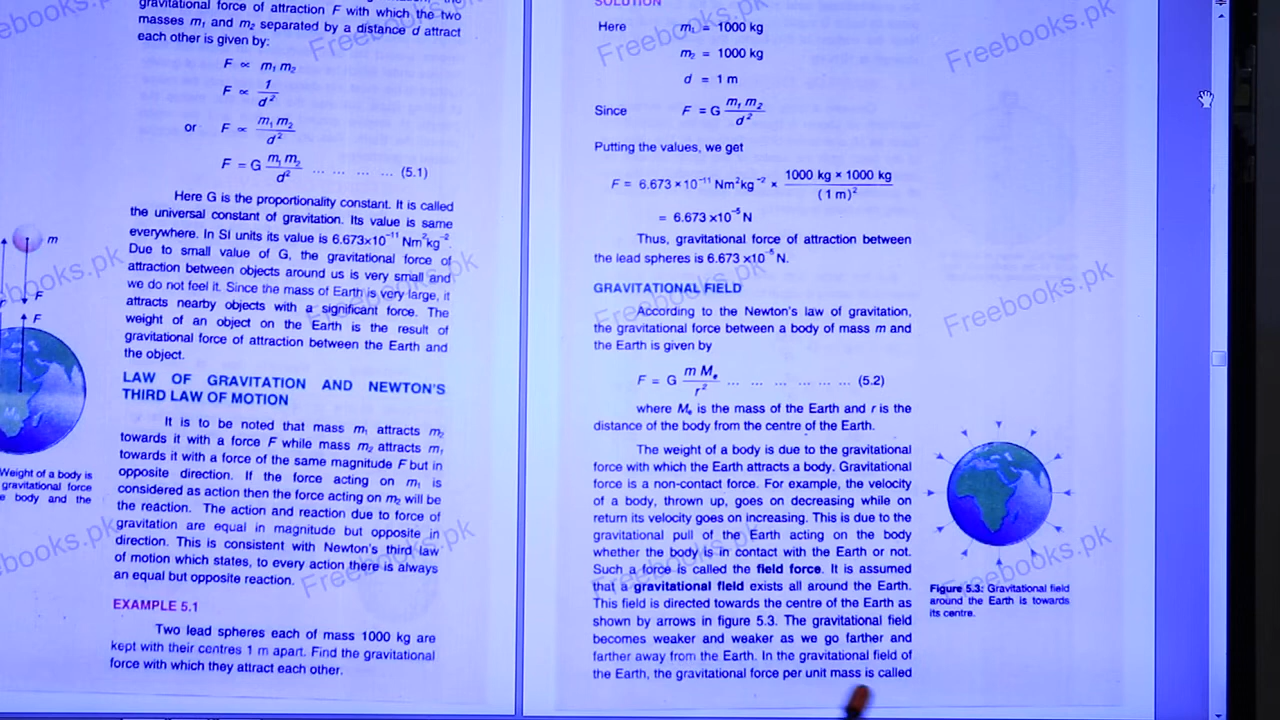 gravitational force of attraction F with which the two
masses m₁ and m₂ separated by a distance d attract
each other is given by:
F ∝ m₁ m₂
F ∝ 1/d²
or F ∝ m₁ m₂/d²
F = G m₁ m₂/d² ... ... ... ... (5.1)
Here G is the proportionality constant. It is called
the universal constant of gravitation. Its value is same
everywhere. In SI units its value is 6.673×10⁻¹¹ Nm²kg⁻².
Due to small value of G, the gravitational force of
attraction between objects around us is very small and
we do not feel it. Since the mass of Earth is very large, it
attracts nearby objects with a significant force. The
weight of an object on the Earth is the result of
gravitational force of attraction between the Earth and
the object.
m
F
F
Weight of a body is
gravitational force
body and the
LAW OF GRAVITATION AND NEWTON'S
THIRD LAW OF MOTION
It is to be noted that mass m₁ attracts m₂
towards it with a force F while mass m₂ attracts m₁
towards it with a force of the same magnitude F but in
opposite direction. If the force acting on m₁ is
considered as action then the force acting on m₂ will be
the reaction. The action and reaction due to force of
gravitation are equal in magnitude but opposite in
direction. This is consistent with Newton's third law
of motion which states, to every action there is always
an equal but opposite reaction.
EXAMPLE 5.1
Two lead spheres each of mass 1000 kg are
kept with their centres 1 m apart. Find the gravitational
force with which they attract each other.
SOLUTION
Here m₁ = 1000 kg
m₂ = 1000 kg
d = 1 m
Since F = G m₁ m₂/d²
Putting the values, we get
F = 6.673 × 10⁻¹¹ Nm²kg⁻² × 1000 kg × 1000 kg/(1 m)²
= 6.673 ×10⁻⁵ N
Thus, gravitational force of attraction between
the lead spheres is 6.673 ×10⁻⁵ N.
GRAVITATIONAL FIELD
According to the Newton's law of gravitation,
the gravitational force between a body of mass m and
the Earth is given by
F = G m Mₑ/r² ... ... ... ... ... ... (5.2)
where Mₑ is the mass of the Earth and r is the
distance of the body from the centre of the Earth.
The weight of a body is due to the gravitational
force with which the Earth attracts a body. Gravitational
force is a non-contact force. For example, the velocity
of a body, thrown up, goes on decreasing while on
return its velocity goes on increasing. This is due to the
gravitational pull of the Earth acting on the body
whether the body is in contact with the Earth or not.
Such a force is called the field force. It is assumed
that a gravitational field exists all around the Earth.
This field is directed towards the centre of the Earth as
shown by arrows in figure 5.3. The gravitational field
becomes weaker and weaker as we go farther and
farther away from the Earth. In the gravitational field of
the Earth, the gravitational force per unit mass is called
Figure 5.3: Gravitational field
around the Earth is towards
its centre.
Freebooks.pk
Freebooks.pk
Freebooks.pk
Freebooks.pk
Freebooks.pk
Freebooks.pk
Freebooks.pk
Freebooks.pk
Freebooks.pk